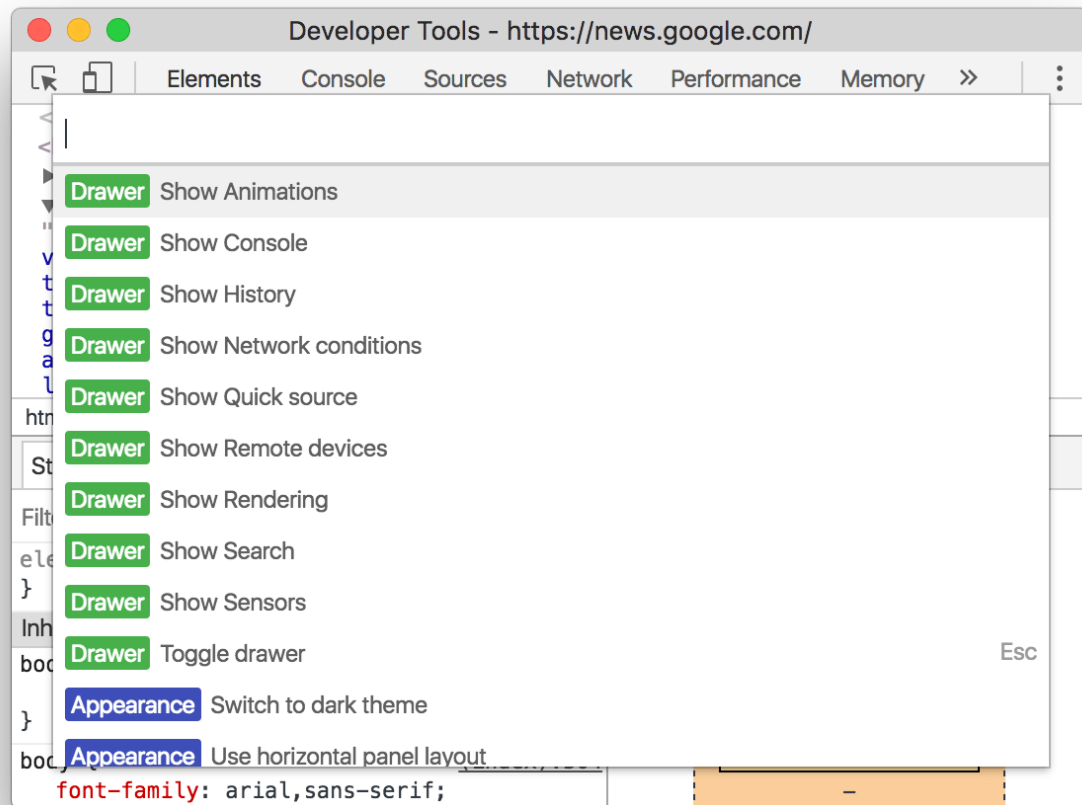 Developer Tools - https://news.google.com/
Elements Console Sources Network Performance Memory »
Drawer Show Animations
Drawer Show Console
Drawer Show History
Drawer Show Network conditions
Drawer Show Quick source
Drawer Show Remote devices
Drawer Show Rendering
Drawer Show Search
Drawer Show Sensors
Drawer Toggle drawer Esc
Appearance Switch to dark theme
Appearance Use horizontal panel layout
font-family: arial,sans-serif;